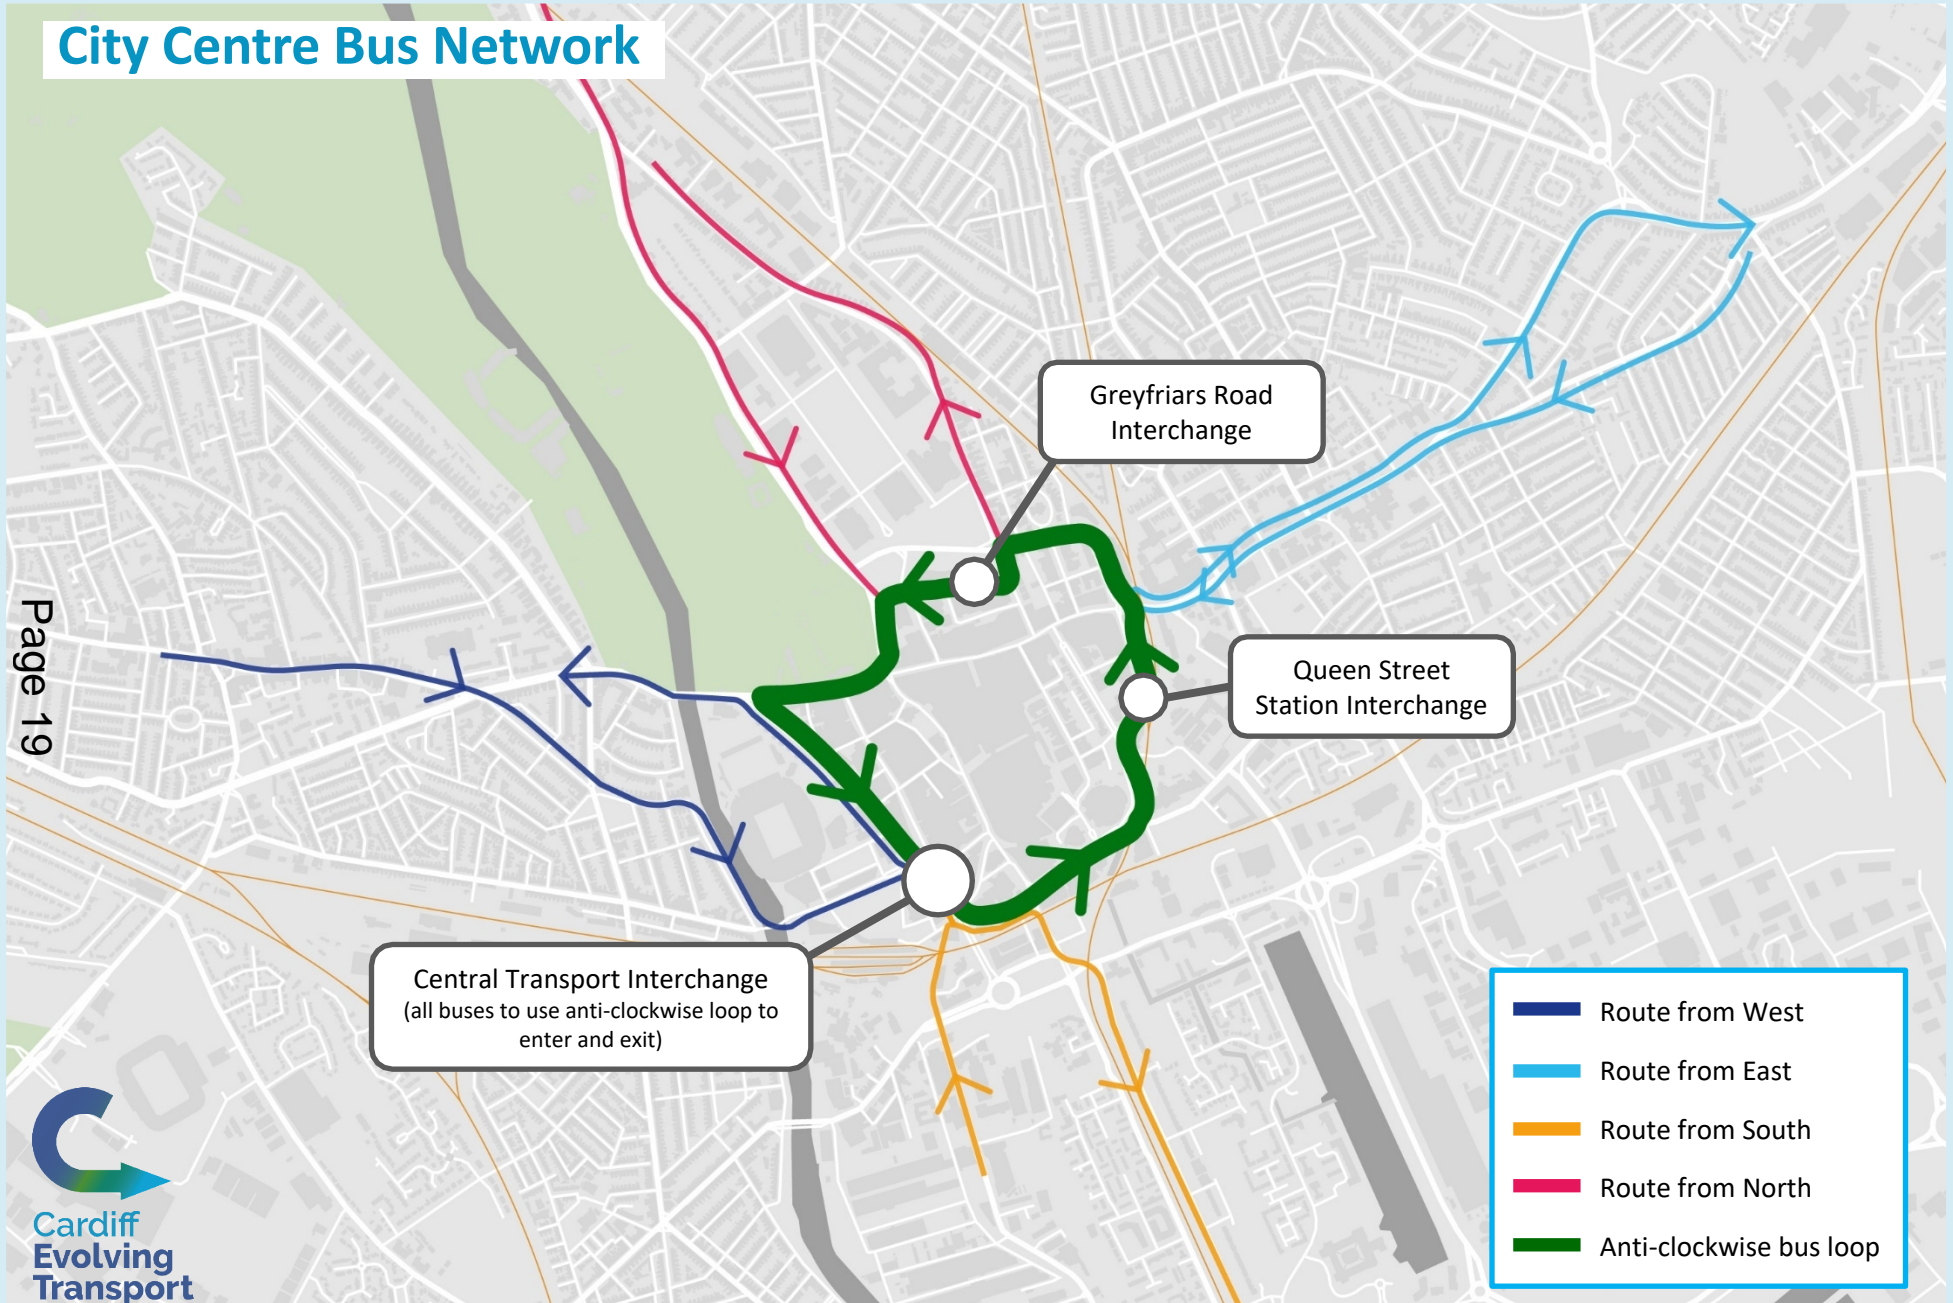 City Centre Bus Network
Greyfriars Road
Interchange
Queen Street
Station Interchange
Page 19
Central Transport Interchange
(all buses to use anti-clockwise loop to
enter and exit)
Route from West
Route from East
Route from South
Route from North
Anti-clockwise bus loop
Cardiff
Evolving
Transport